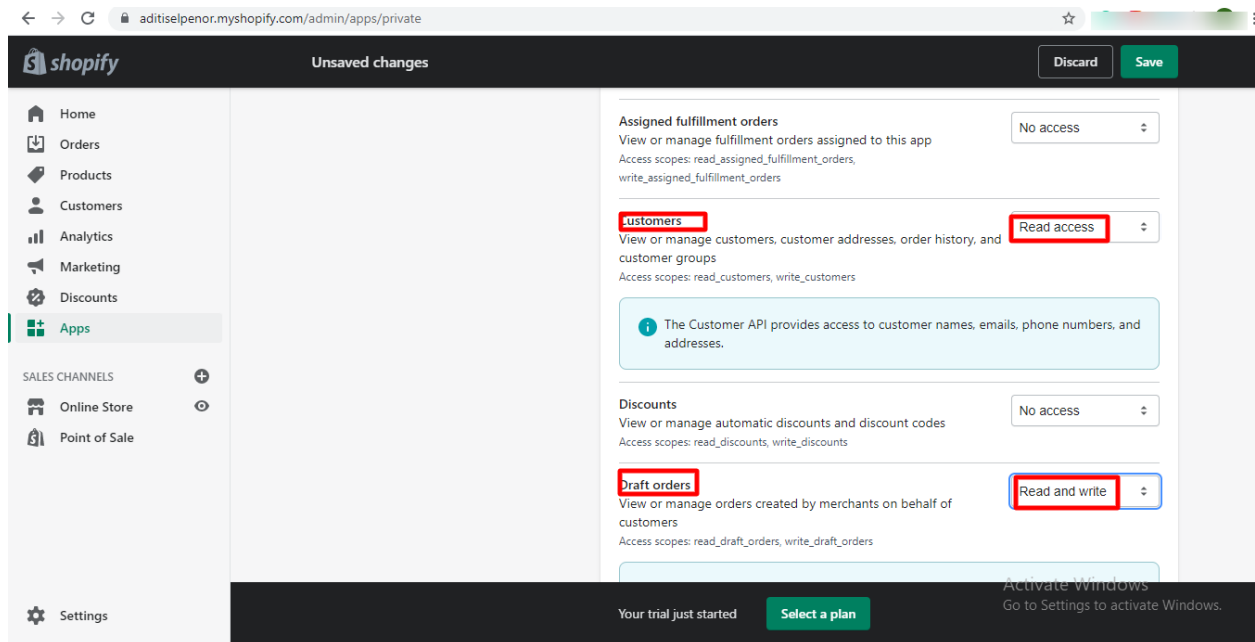 aditiselpenor.myshopify.com/admin/apps/private
shopify
Unsaved changes
Discard
Save
Home
Orders
Products
Customers
Analytics
Marketing
Discounts
Apps
SALES CHANNELS
Online Store
Point of Sale
Settings
Assigned fulfillment orders
No access
View or manage fulfillment orders assigned to this app
Access scopes: read_assigned_fulfillment_orders,
write_assigned_fulfillment_orders
Customers
Read access
View or manage customers, customer addresses, order history, and
customer groups
Access scopes: read_customers, write_customers
The Customer API provides access to customer names, emails, phone numbers, and
addresses.
Discounts
No access
View or manage automatic discounts and discount codes
Access scopes: read_discounts, write_discounts
Draft orders
Read and write
View or manage orders created by merchants on behalf of
customers
Access scopes: read_draft_orders, write_draft_orders
Your trial just started
Select a plan
Activate Windows
Go to Settings to activate Windows.